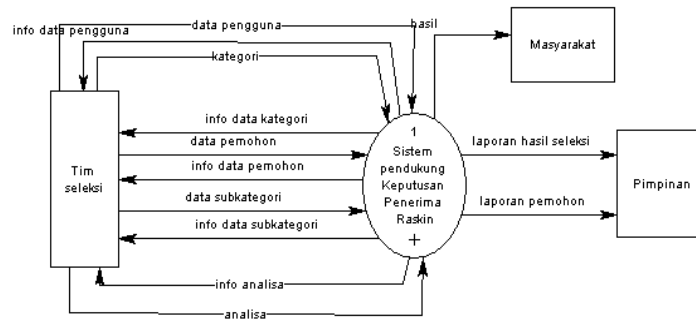 data pengguna
hasil
info data pengguna
kategori
Masyarakat
info data kategori
data pemohon
info data pemohon
data subkategori
info data subkategori
info analisa
analisa
Tim
seleksi
1
Sistem
pendukung
Keputusan
Penerima
Raskin
+
laporan hasil seleksi
laporan pemohon
Pimpinan